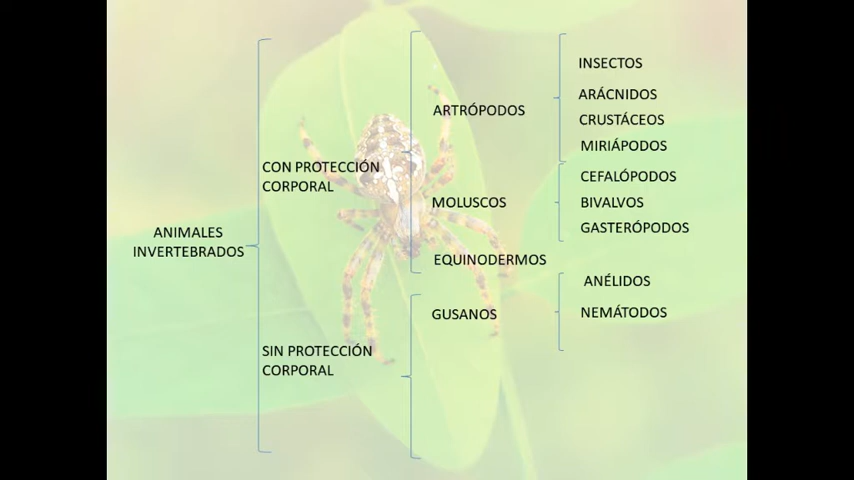 ANIMALES
INVERTEBRADOS
CON PROTECCIÓN
CORPORAL
ARTRÓPODOS
INSECTOS
ARÁCNIDOS
CRUSTÁCEOS
MIRIÁPODOS
MOLUSCOS
CEFALÓPODOS
BIVALVOS
GASTERÓPODOS
EQUINODERMOS
SIN PROTECCIÓN
CORPORAL
GUSANOS
ANÉLIDOS
NEMÁTODOS